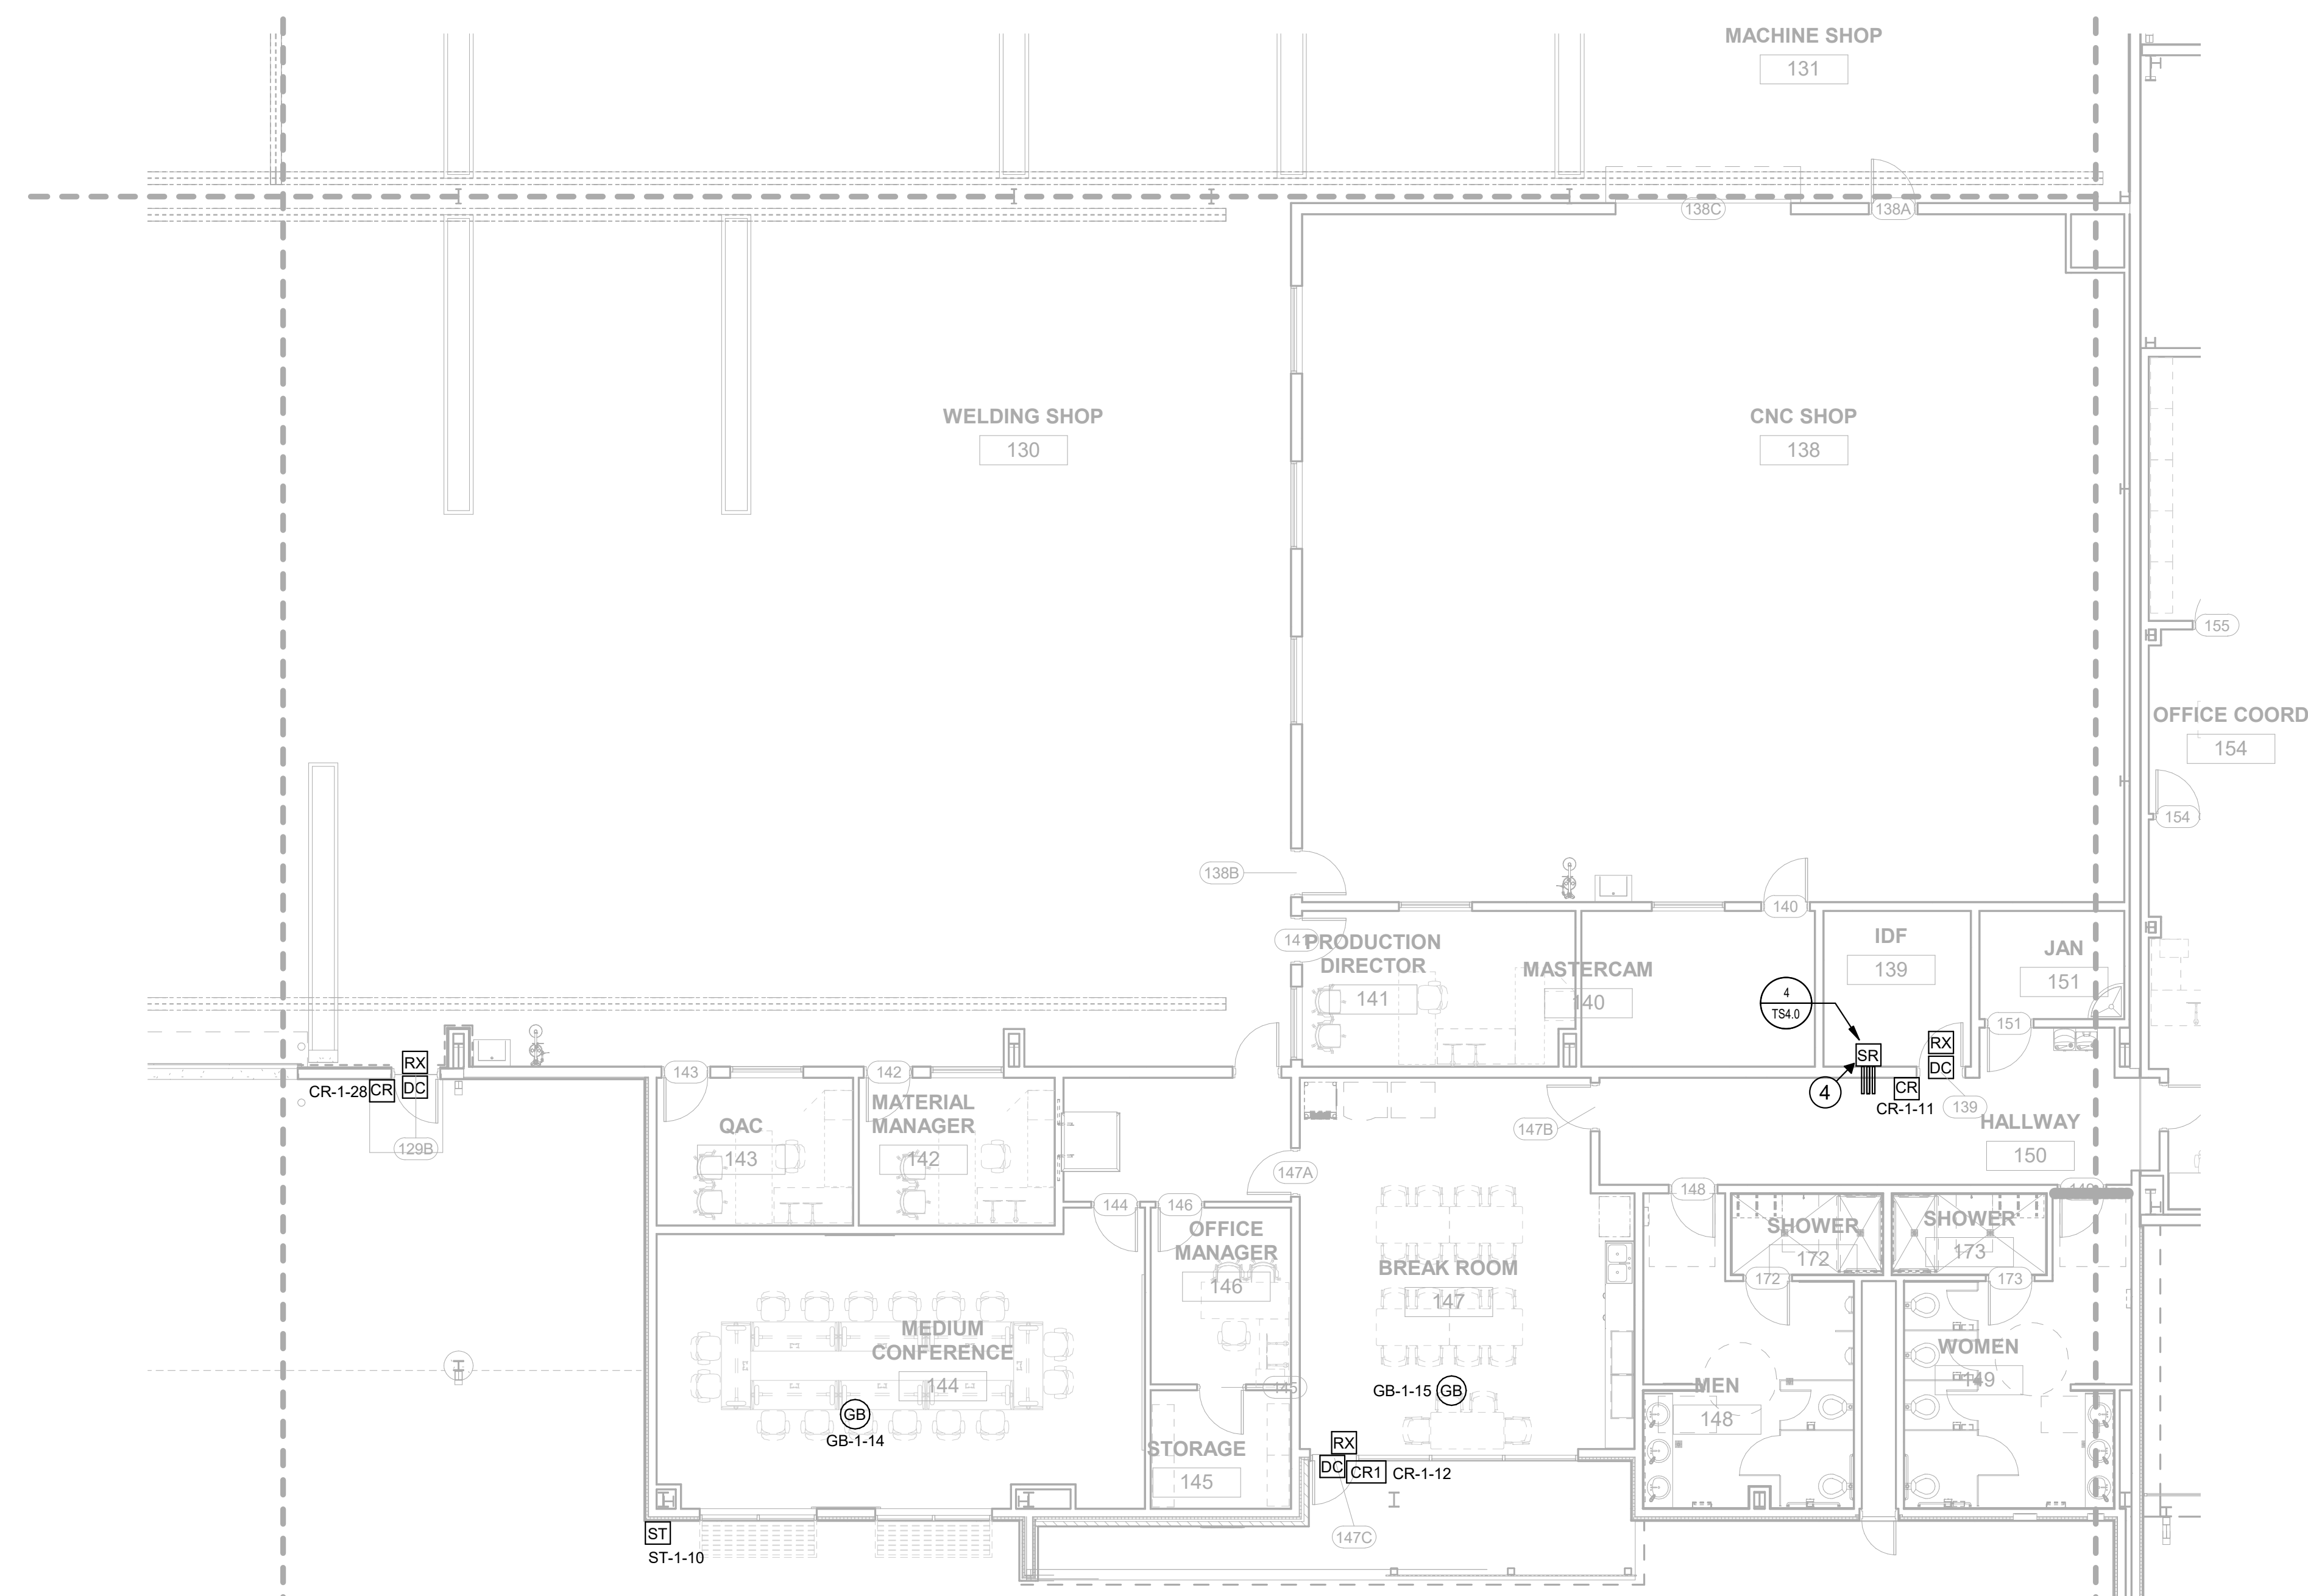 MACHINE SHOP
131
138C
138A
WELDING SHOP
130
CNC SHOP
138
155
OFFICE COORD
154
154
138B
140
141
PRODUCTION
DIRECTOR
141
MASTERCAM
140
IDF
139
JAN
151
4
TS4.0
151
SR
RX
DC
4
CR
CR-1-11
139
RX
CR-1-28
CR
DC
129B
143
142
QAC
143
MATERIAL
MANAGER
142
147B
HALLWAY
150
147A
144
146
148
149
OFFICE
MANAGER
146
SHOWER
172
SHOWER
173
BREAK ROOM
147
172
173
MEDIUM
CONFERENCE
144
145
WOMEN
149
MEN
148
GB-1-15
GB
GB
GB-1-14
STORAGE
145
RX
DC
CR1
CR-1-12
147C
ST
ST-1-10